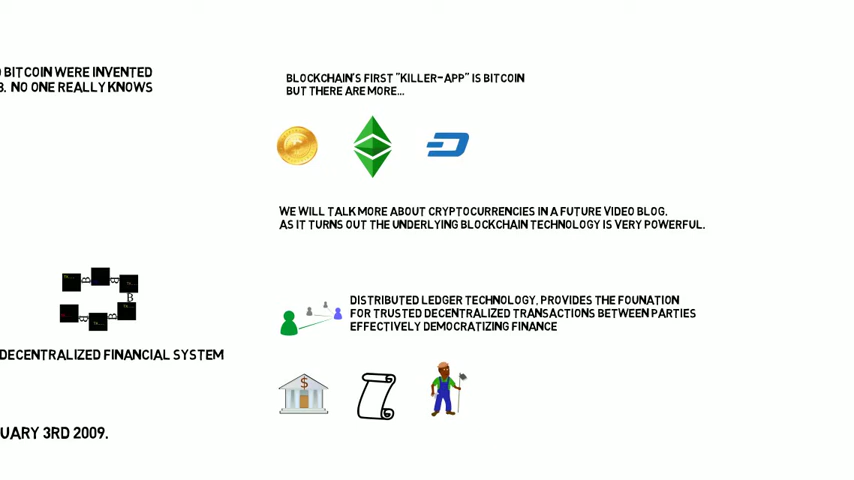 BITCOIN WERE INVENTED
NO ONE REALLY KNOWS
DECENTRALIZED FINANCIAL SYSTEM
3RD 2009.
BLOCKCHAIN'S FIRST "KILLER-APP" IS BITCOIN
BUT THERE ARE MORE...
WE WILL TALK MORE ABOUT CRYPTOCURRENCIES IN A FUTURE VIDEO BLOG.
AS IT TURNS OUT THE UNDERLYING BLOCKCHAIN TECHNOLOGY IS VERY POWERFUL.
DISTRIBUTED LEDGER TECHNOLOGY, PROVIDES THE FOUNATION
FOR TRUSTED DECENTRALIZED TRANSACTIONS BETWEEN PARTIES
EFFECTIVELY DEMOCRATIZING FINANCE
$